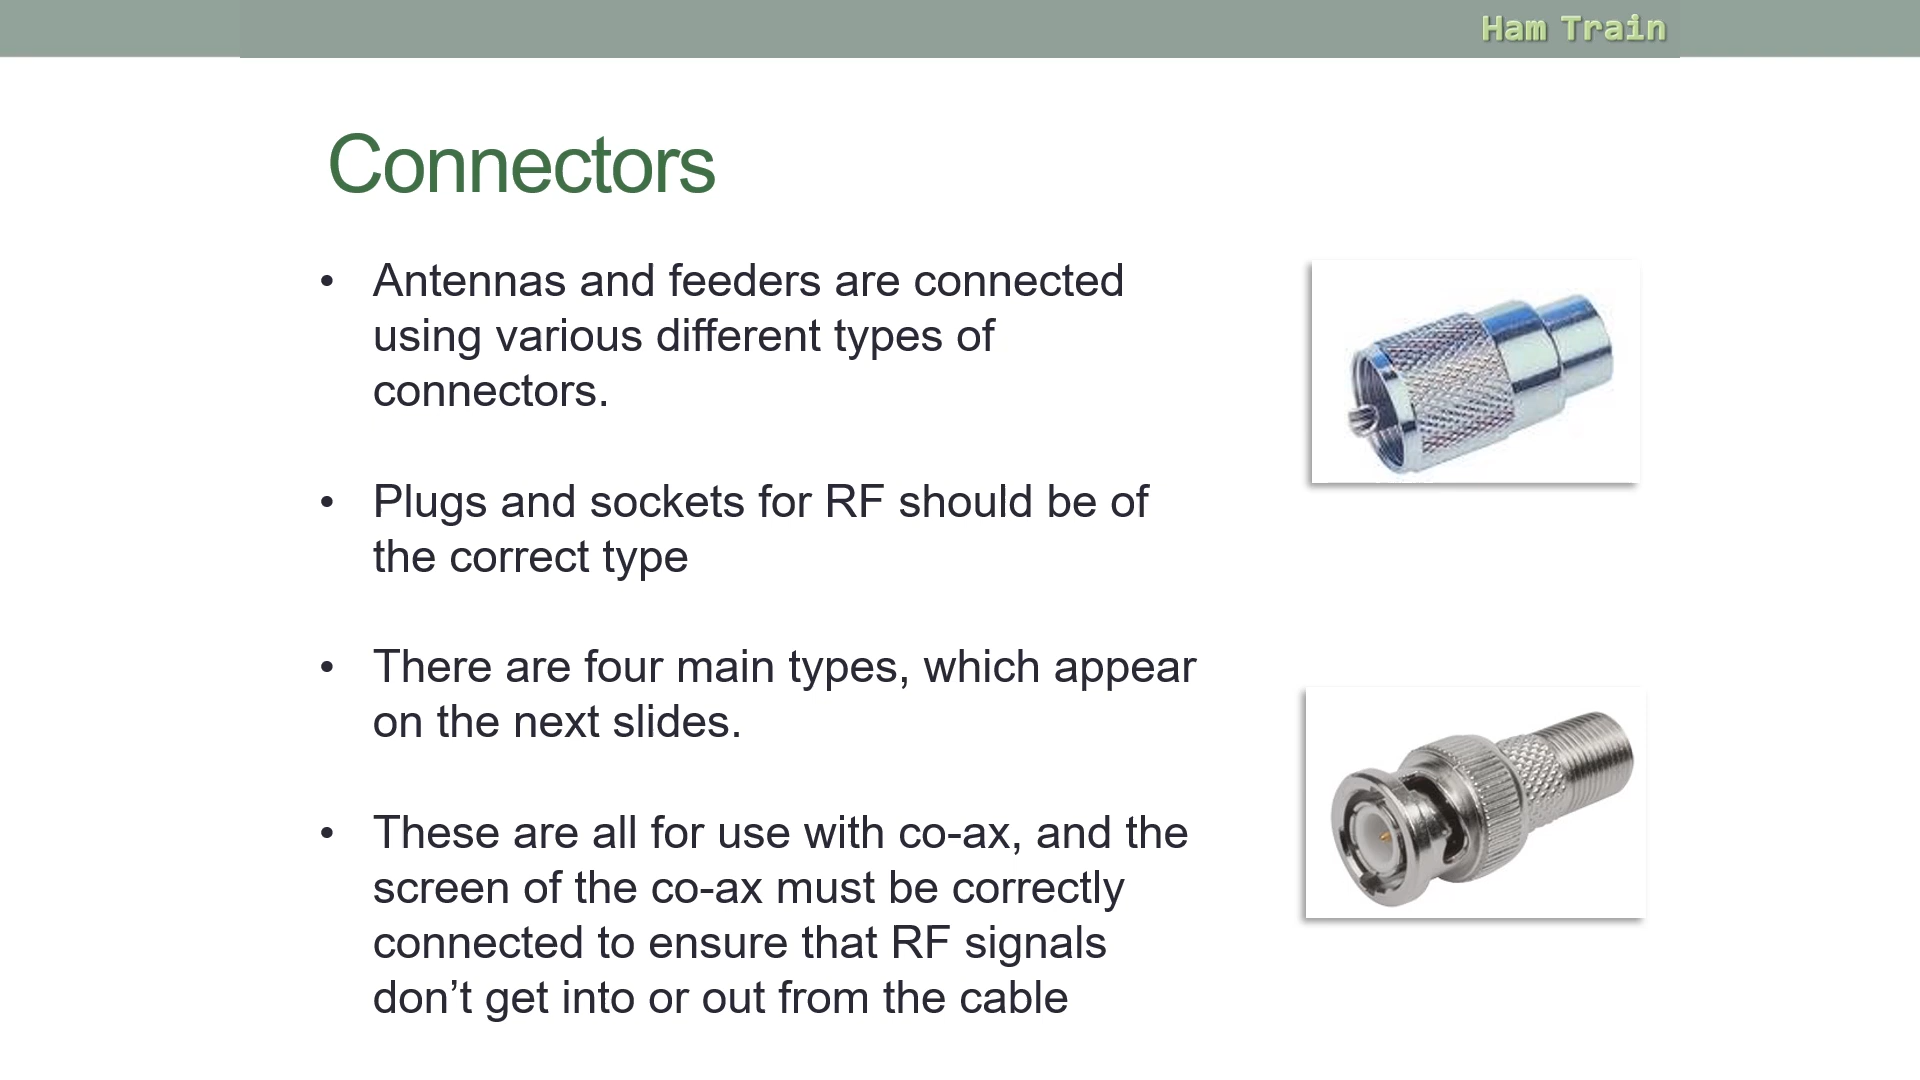 Ham Train
Connectors
• Antennas and feeders are connected
using various different types of
connectors.
• Plugs and sockets for RF should be of
the correct type
• There are four main types, which appear
on the next slides.
• These are all for use with co-ax, and the
screen of the co-ax must be correctly
connected to ensure that RF signals
don’t get into or out from the cable